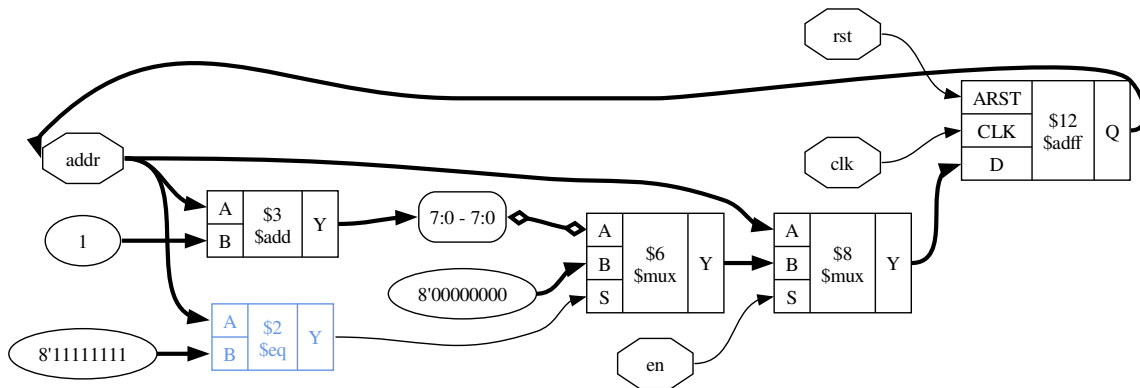 rst
ARST
CLK
D
$12
$adff
Q
clk
addr
A
B
$3
$add
Y
7:0 - 7:0
1
A
B
S
$6
$mux
Y
A
B
S
$8
$mux
Y
8'00000000
A
B
$2
$eq
Y
8'11111111
en